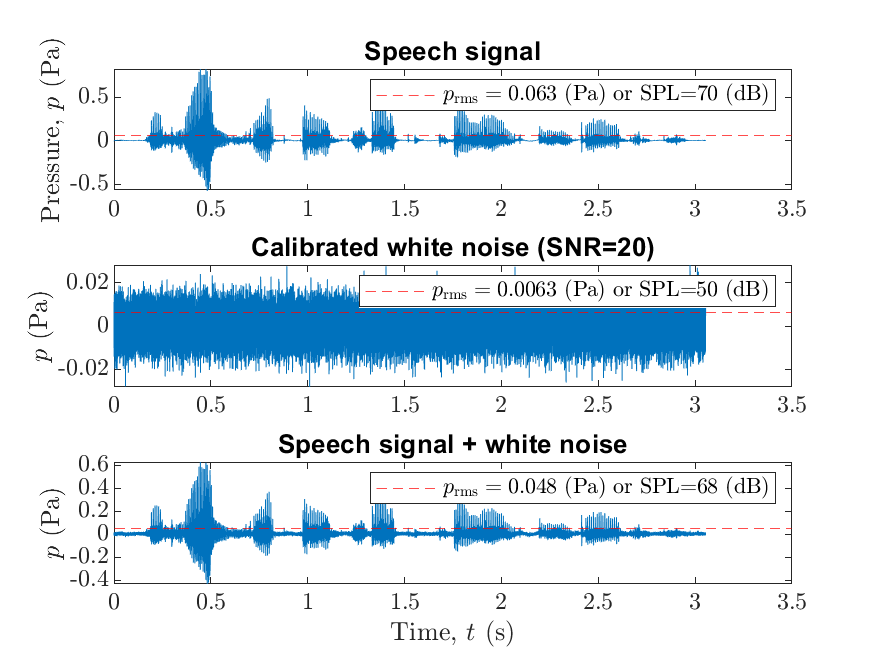 Speech signal
Pressure, p (Pa)
0.5
0
-0.5
p_rms = 0.063 (Pa) or SPL=70 (dB)
0 0.5 1 1.5 2 2.5 3 3.5
Calibrated white noise (SNR=20)
p (Pa)
0.02
0
-0.02
p_rms = 0.0063 (Pa) or SPL=50 (dB)
0 0.5 1 1.5 2 2.5 3 3.5
Speech signal + white noise
p (Pa)
0.6
0.4
0.2
0
-0.2
-0.4
p_rms = 0.048 (Pa) or SPL=68 (dB)
0 0.5 1 1.5 2 2.5 3 3.5
Time, t (s)